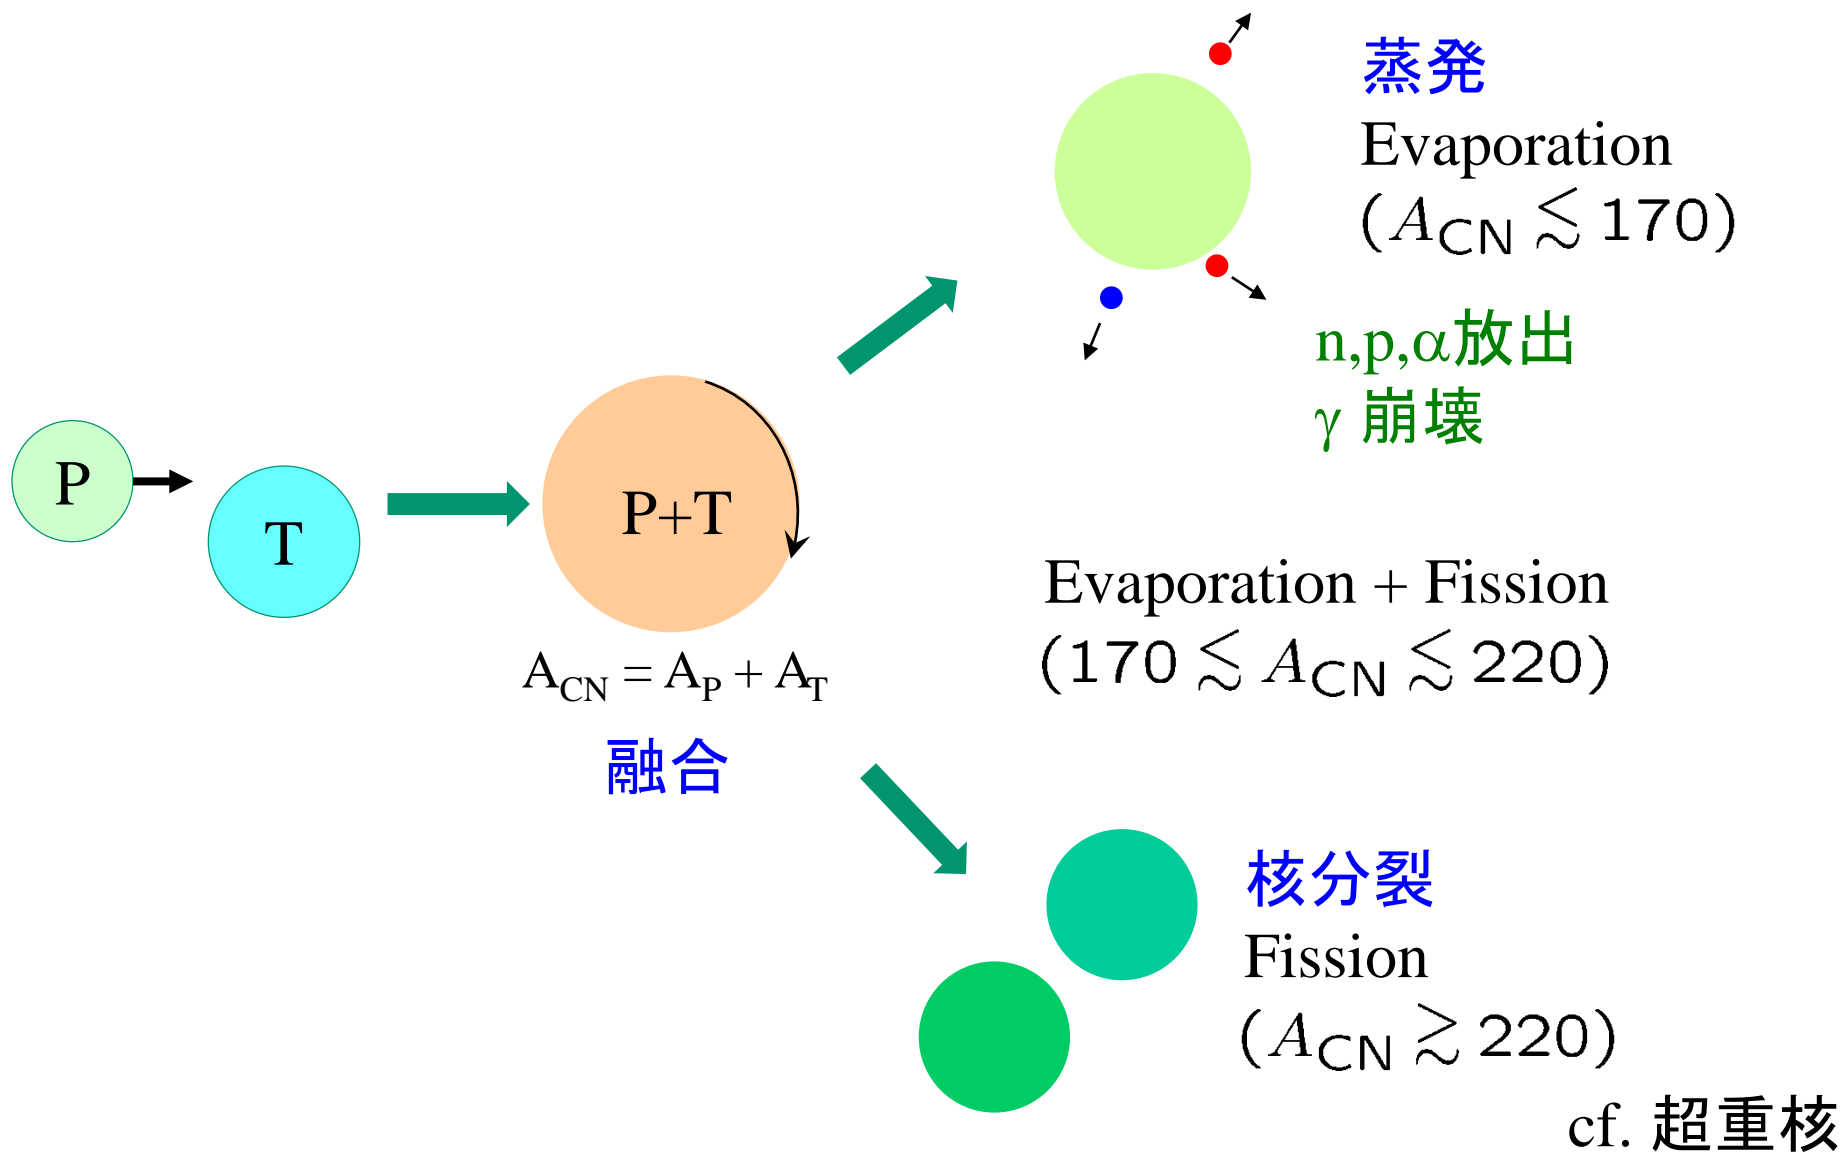 P
T
P+T
A_CN = A_P + A_T
融合
蒸発
Evaporation
(A_CN ≲ 170)
n,p,α放出
γ 崩壊
Evaporation + Fission
(170 ≲ A_CN ≲ 220)
核分裂
Fission
(A_CN ≳ 220)
cf. 超重核